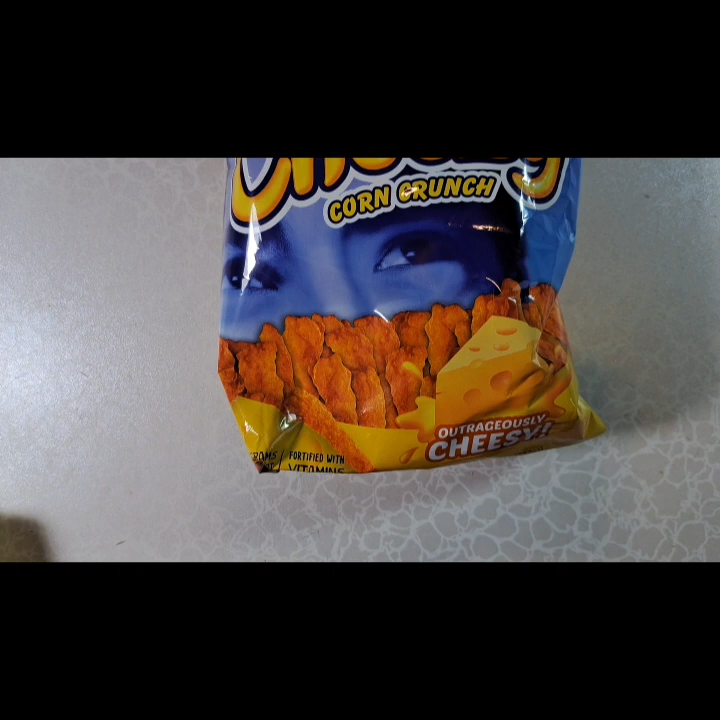 CORN CRUNCH
OUTRAGEOUSLY
CHEESY!
FORTIFIED WITH
VITAMINS